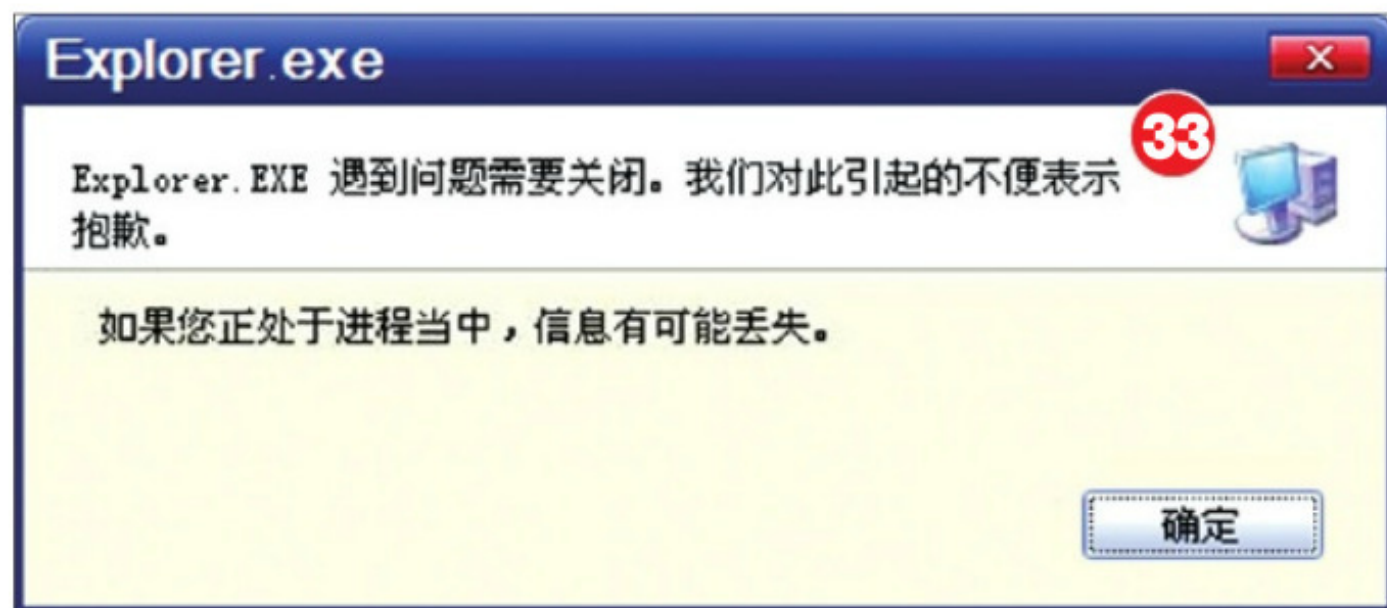 Explorer.exe
33
Explorer.EXE 遇到问题需要关闭。我们对此引起的不便表示
抱歉。
如果您正处于进程当中，信息有可能丢失。
确定